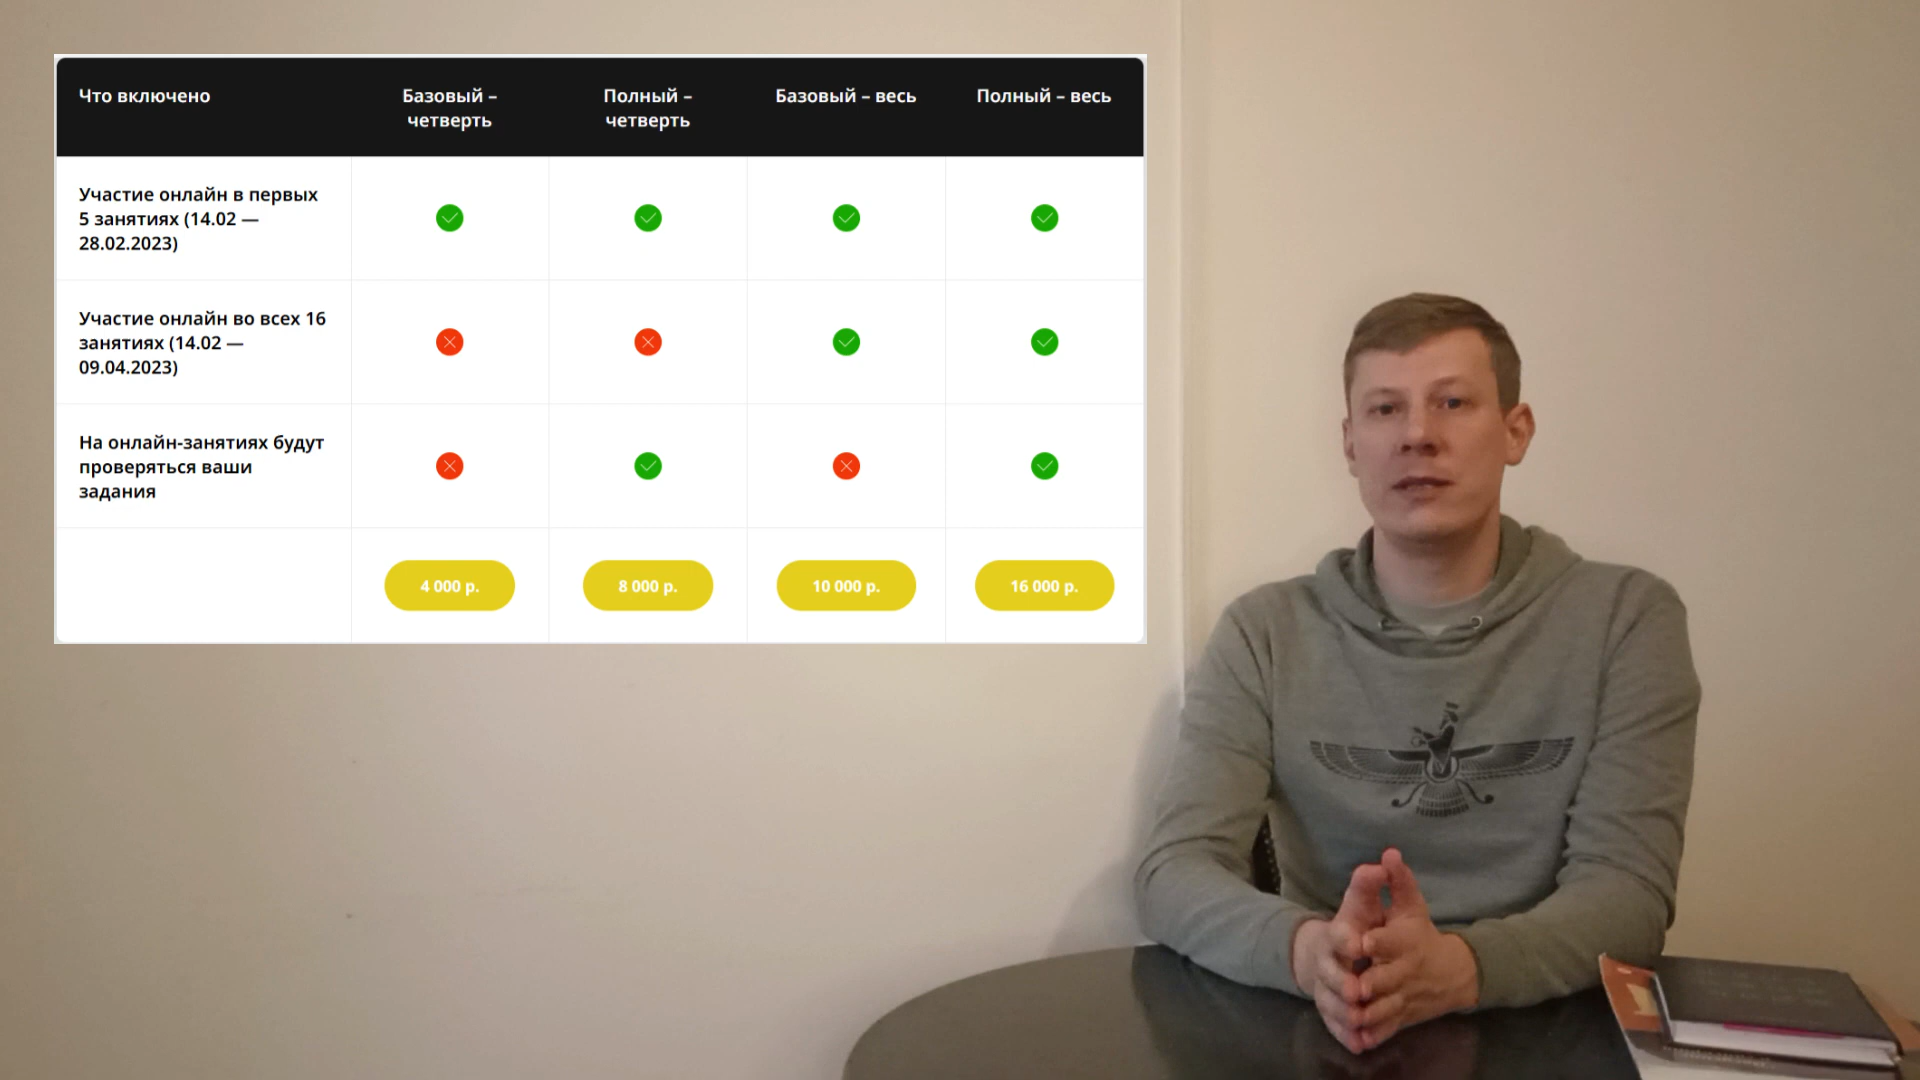 Что включено
Базовый –
четверть
Полный –
четверть
Базовый – весь
Полный – весь
Участие онлайн в первых
5 занятиях (14.02 —
28.02.2023)
Участие онлайн во всех 16
занятиях (14.02 —
09.04.2023)
На онлайн-занятиях будут
проверяться ваши
задания
4 000 р.
8 000 р.
10 000 р.
16 000 р.